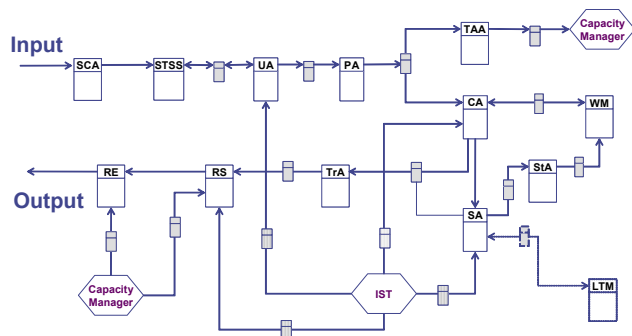 Input
SCA
STSS
UA
PA
TAA
Capacity
Manager
CA
WM
Output
RE
RS
TrA
StA
SA
Capacity
Manager
IST
LTM